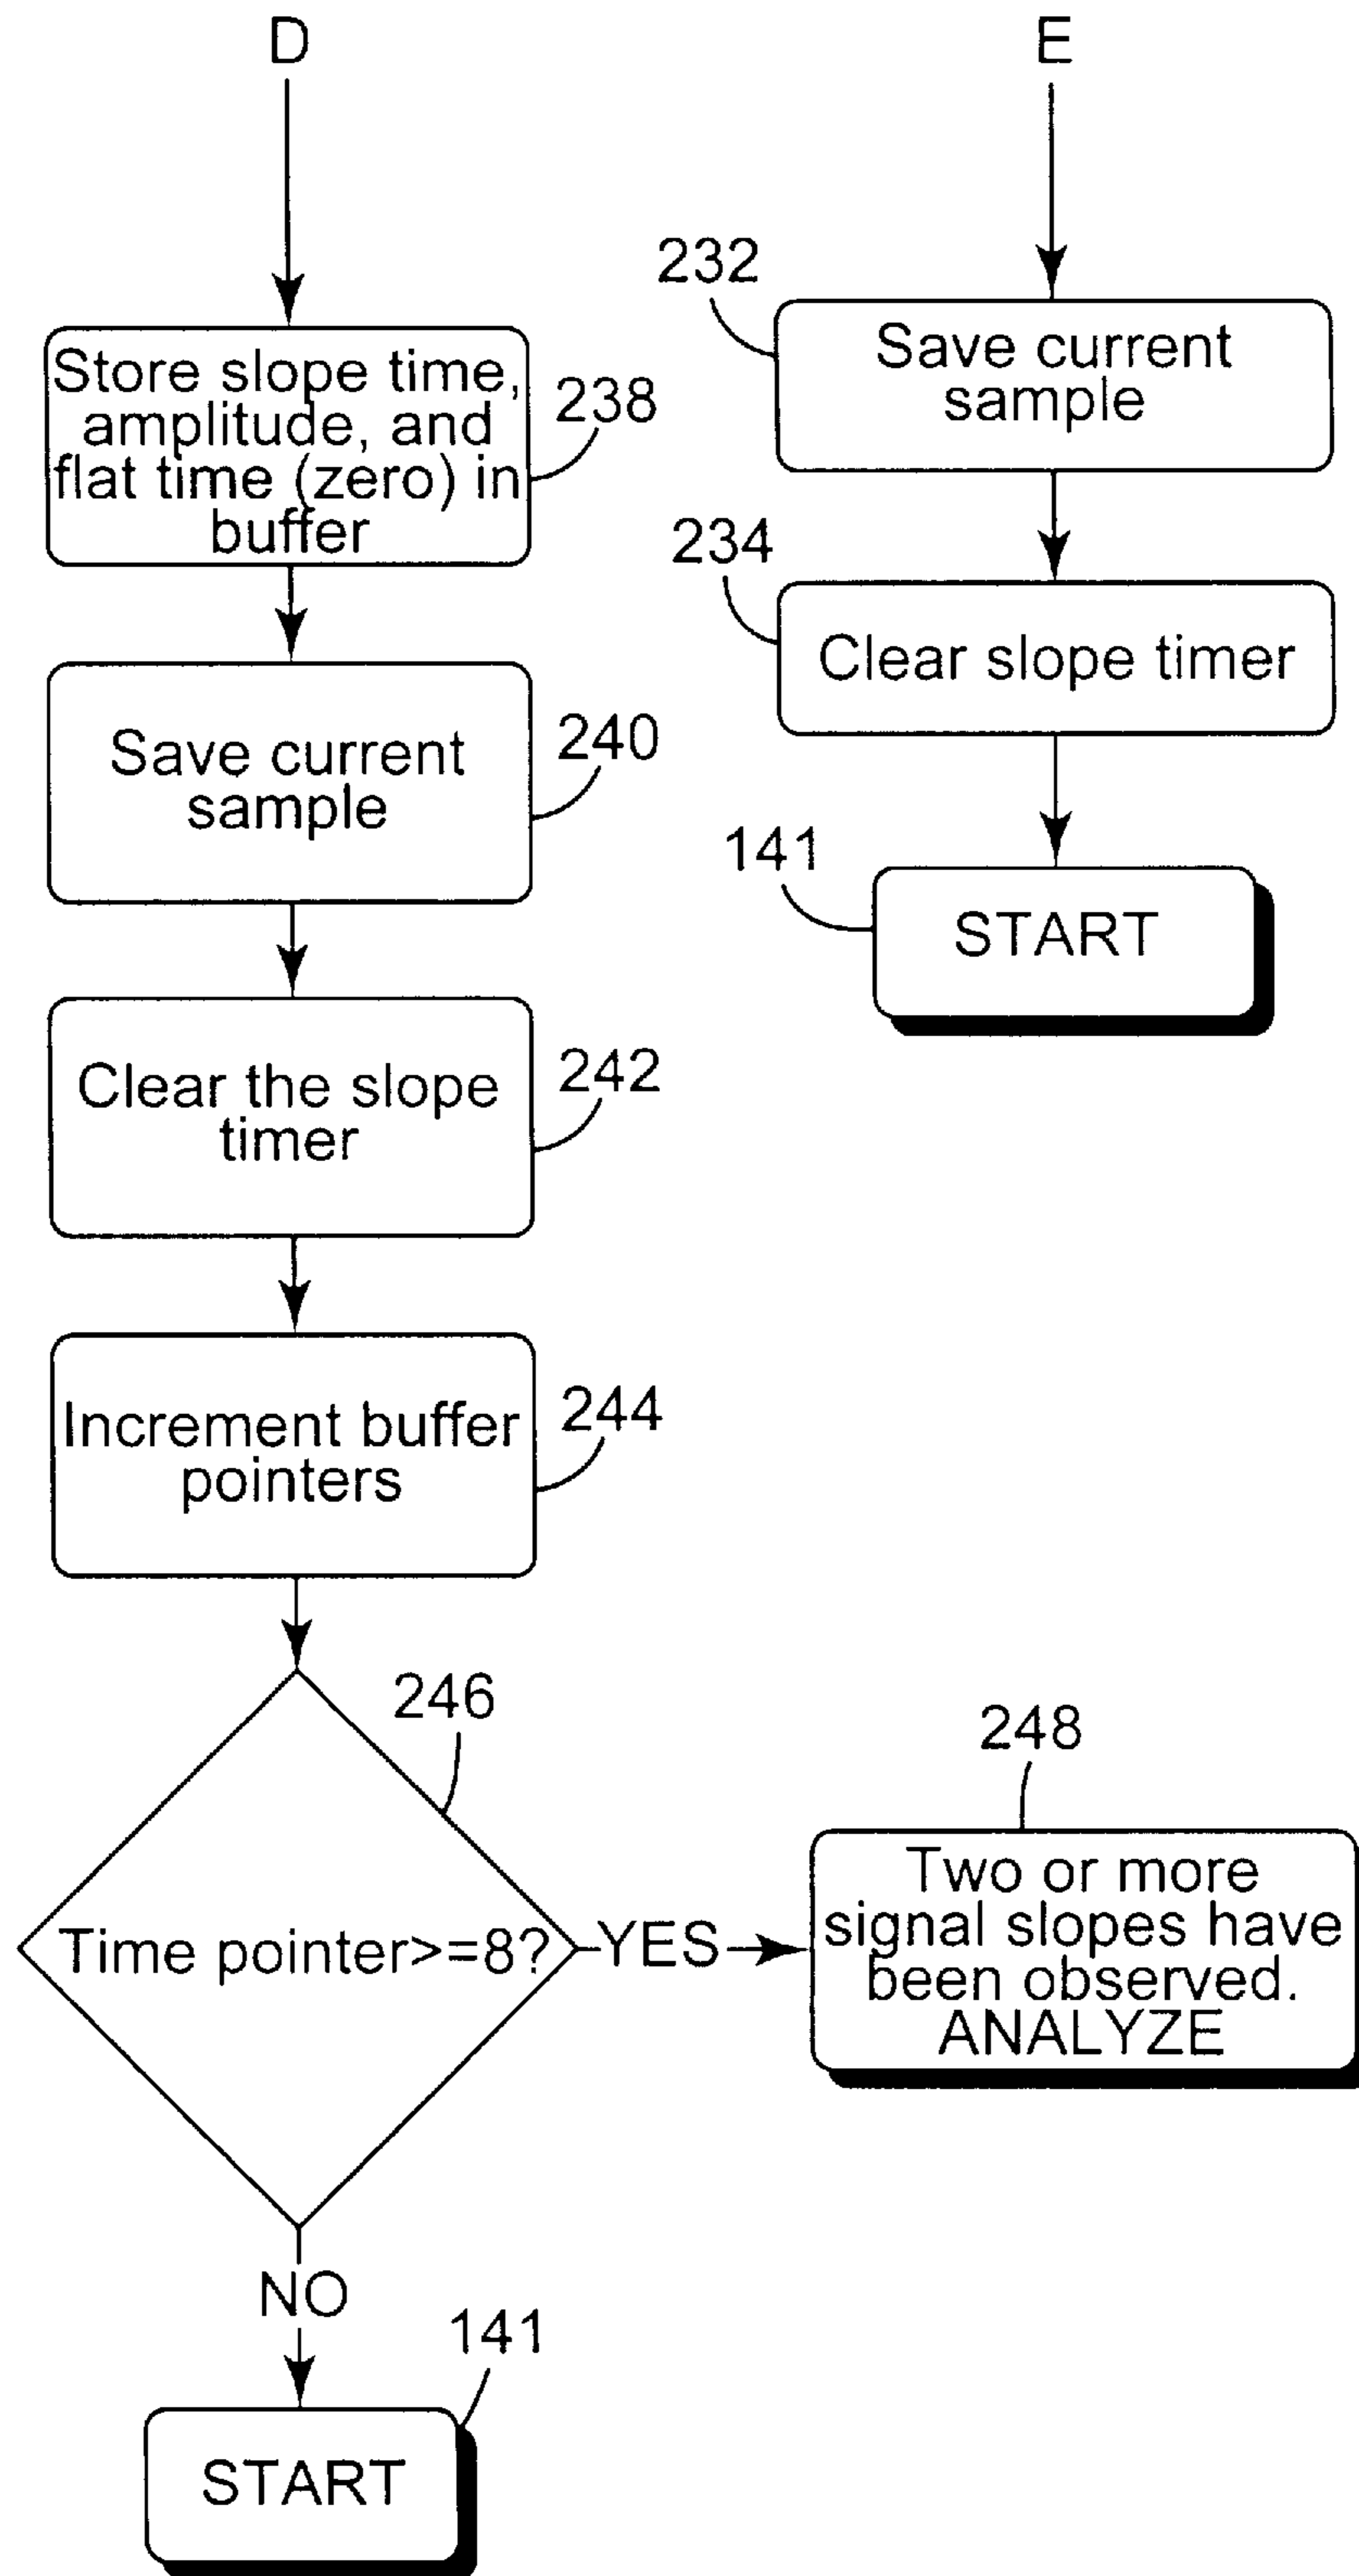 D
Store slope time,
amplitude, and
flat time (zero) in
buffer
238
Save current
sample
240
Clear the slope
timer
242
Increment buffer
pointers
244
246
Time pointer>=8?
YES
248
Two or more
signal slopes have
been observed.
ANALYZE
NO
141
START
E
232
Save current
sample
234
Clear slope timer
141
START